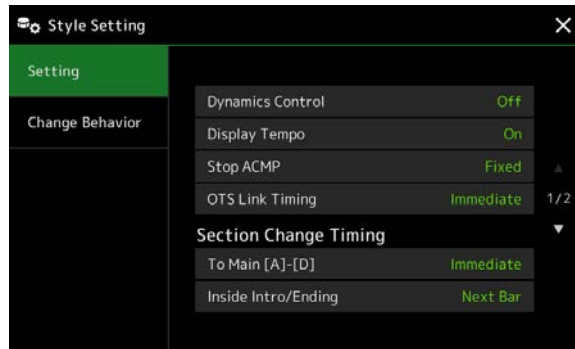 Style Setting
Setting
Change Behavior
Dynamics Control Off
Display Tempo On
Stop ACMP Fixed
OTS Link Timing Immediate
1/2
Section Change Timing
To Main [A]-[D] Immediate
Inside Intro/Ending Next Bar